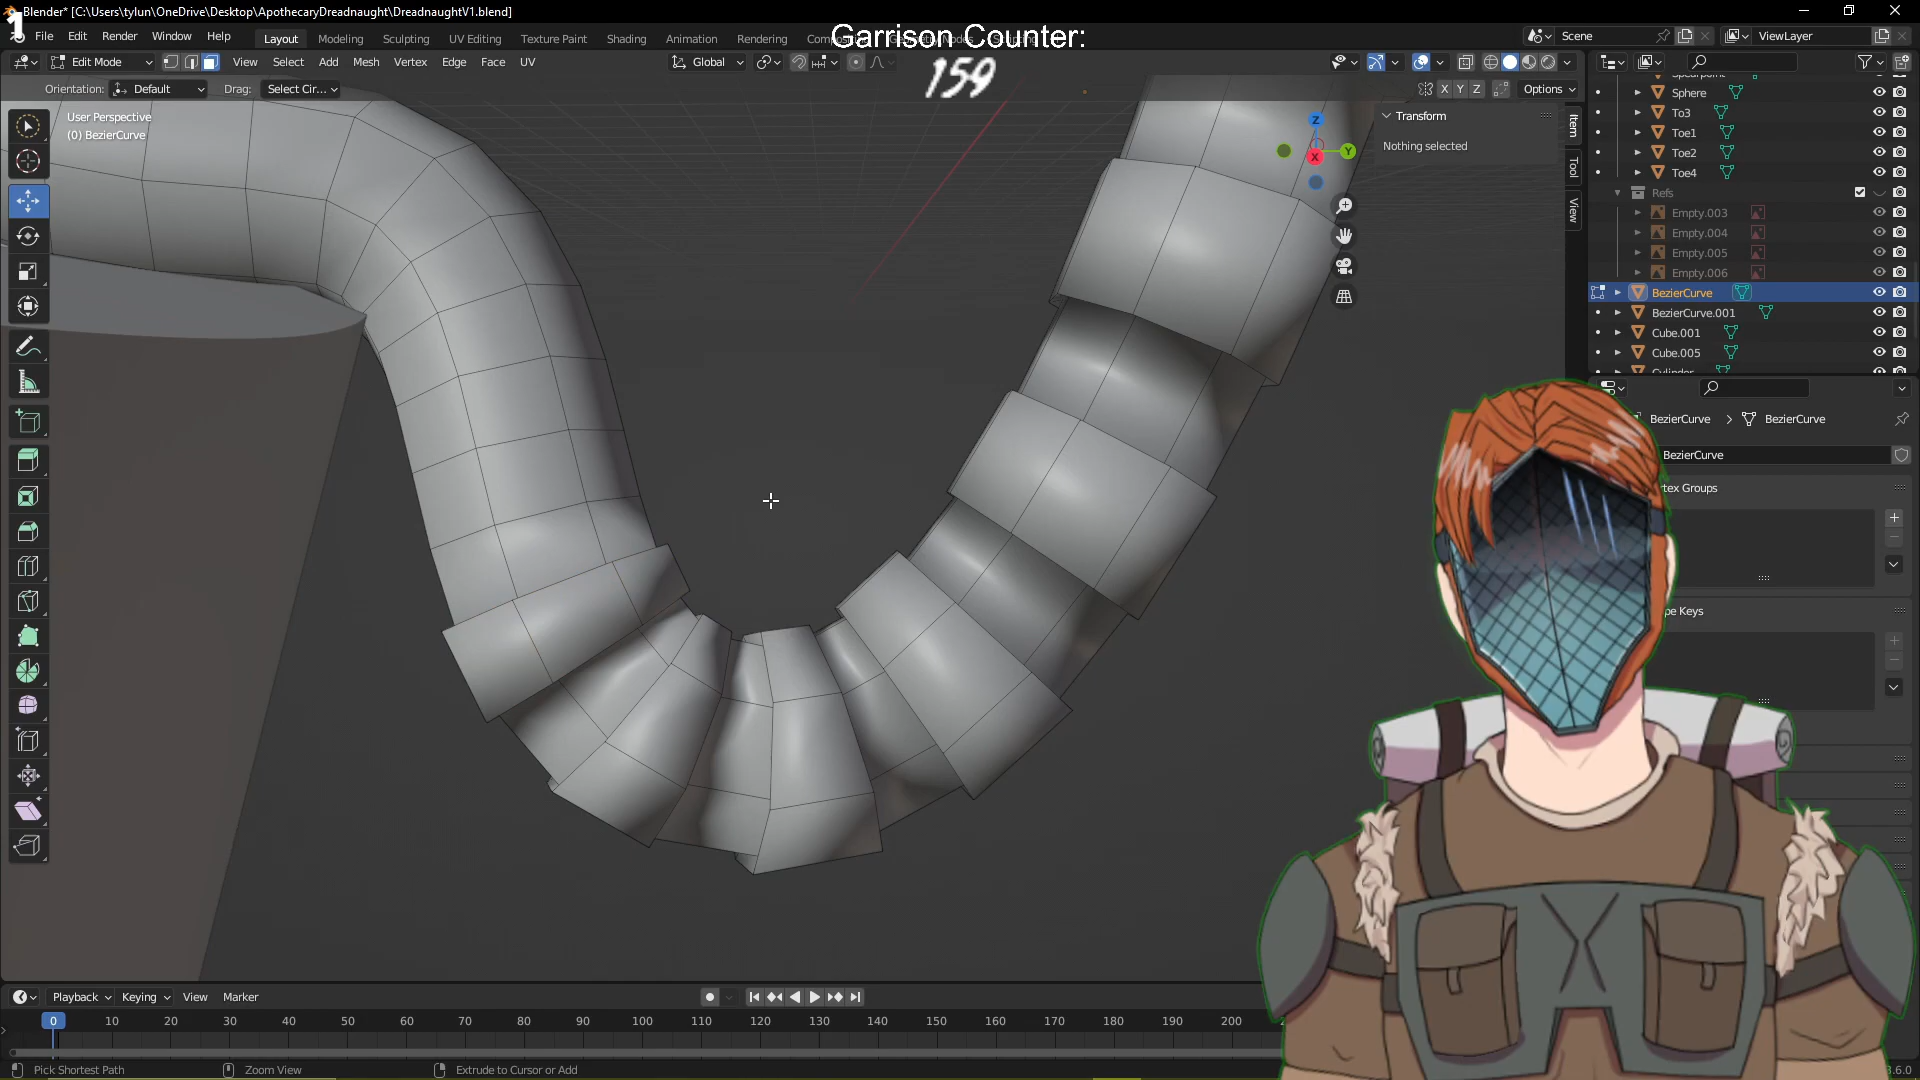 1
Blender* [C:\Users\tylun\OneDrive\Desktop\ApothecaryDreadnaught\DreadnaughtV1.blend]
File Edit Render Window Help
Layout Modeling Sculpting UV Editing Texture Paint Shading Animation Rendering
Garrison Counter:
159
Scene
ViewLayer
Edit Mode View Select Add Mesh Vertex Edge Face UV
Global
Orientation: Default Drag: Select Cir...
X Y Z Options
User Perspective
(0) BezierCurve
Z
X
Y
Transform
Nothing selected
Item
Tool
View
Sphere
To3
Toe1
Toe2
Toe4
Refs
Empty.003
Empty.004
Empty.005
Empty.006
BezierCurve
BezierCurve.001
Cube.001
Cube.005
BezierCurve > BezierCurve
BezierCurve
tex Groups
pe Keys
Playback Keying View Marker
0 10 20 30 40 50 60 70 80 90 100 110 120 130 140 150 160 170 180 190 200
Pick Shortest Path
Zoom View
Extrude to Cursor or Add
.6.0